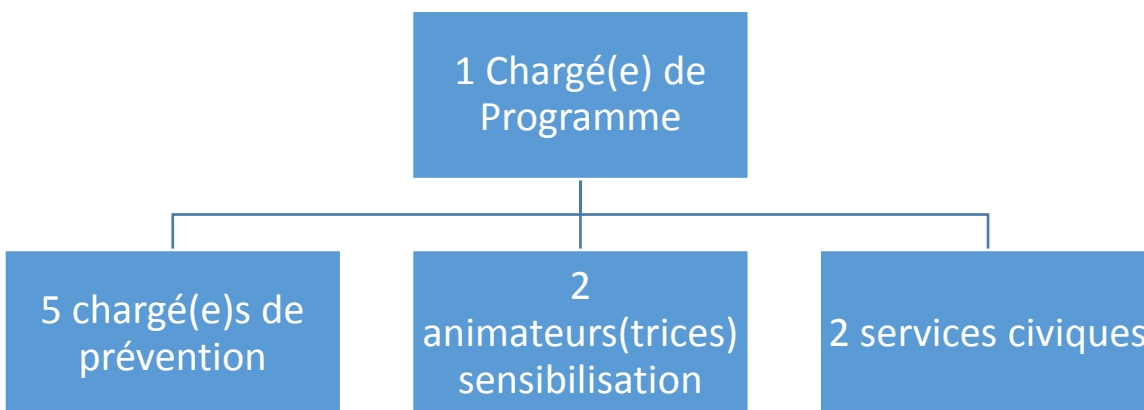 1 Chargé(e) de
Programme
5 chargé(e)s de
prévention
2
animateurs(trices)
sensibilisation
2 services civiques